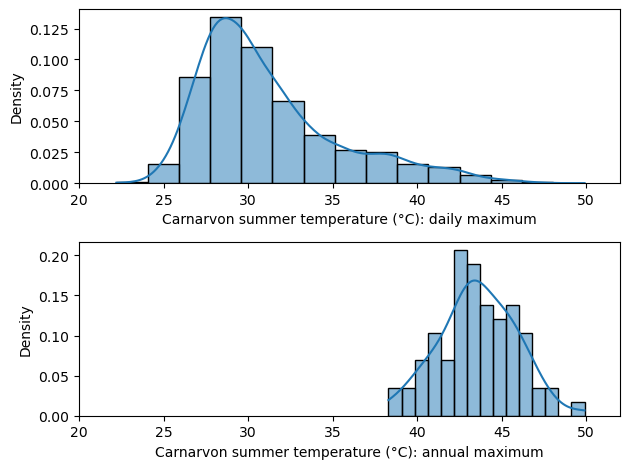 0.125
0.100
0.075
0.050
0.025
0.000
Density
20 25 30 35 40 45 50
Carnarvon summer temperature (°C): daily maximum
0.20
0.15
0.10
0.05
0.00
Density
20 25 30 35 40 45 50
Carnarvon summer temperature (°C): annual maximum